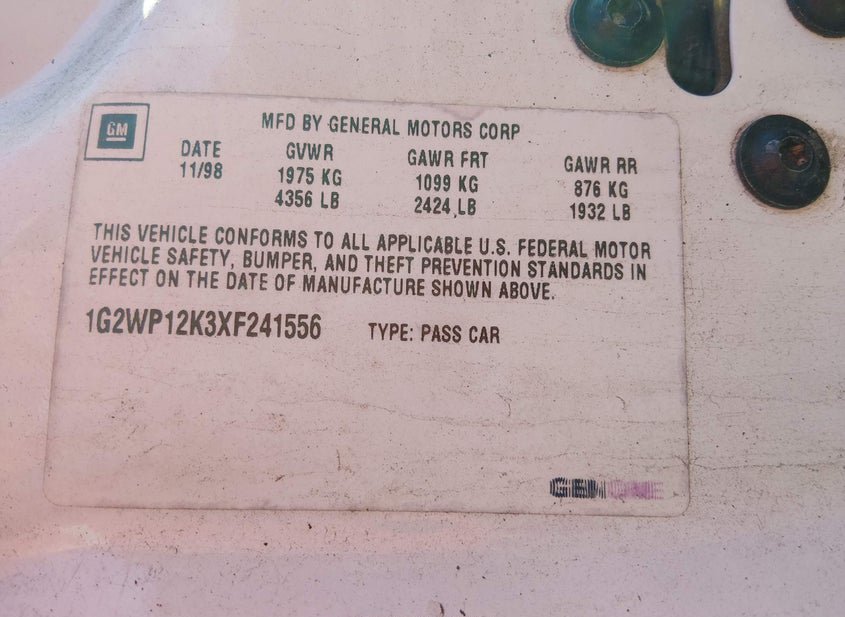 GM
MFD BY GENERAL MOTORS CORP
DATE GVWR GAWR FRT GAWR RR
11/98 1975 KG 1099 KG 876 KG
4356 LB 2424 LB 1932 LB
THIS VEHICLE CONFORMS TO ALL APPLICABLE U.S. FEDERAL MOTOR
VEHICLE SAFETY, BUMPER, AND THEFT PREVENTION STANDARDS IN
EFFECT ON THE DATE OF MANUFACTURE SHOWN ABOVE.
1G2WP12K3XF241556 TYPE: PASS CAR